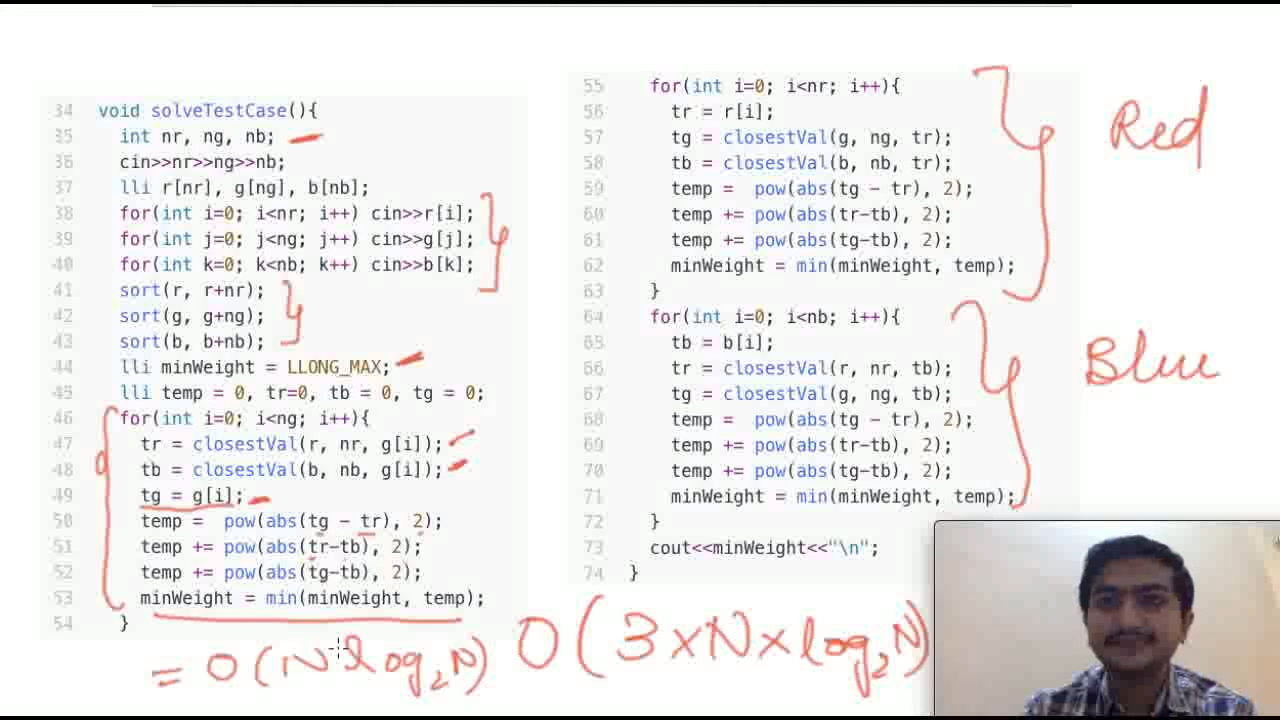 34 void solveTestCase(){
35 int nr, ng, nb;
36 cin>>nr>>ng>>nb;
37 lli r[nr], g[ng], b[nb];
38 for(int i=0; i<nr; i++) cin>>r[i];
39 for(int j=0; j<ng; j++) cin>>g[j];
40 for(int k=0; k<nb; k++) cin>>b[k];
41 sort(r, r+nr);
42 sort(g, g+ng);
43 sort(b, b+nb);
44 lli minWeight = LLONG_MAX;
45 lli temp = 0, tr=0, tb = 0, tg = 0;
46 for(int i=0; i<ng; i++){
47 tr = closestVal(r, nr, g[i]);
48 tb = closestVal(b, nb, g[i]);
49 tg = g[i];
50 temp = pow(abs(tg - tr), 2);
51 temp += pow(abs(tr-tb), 2);
52 temp += pow(abs(tg-tb), 2);
53 minWeight = min(minWeight, temp);
54 }
55 for(int i=0; i<nr; i++){
56 tr = r[i];
57 tg = closestVal(g, ng, tr);
58 tb = closestVal(b, nb, tr);
59 temp = pow(abs(tg - tr), 2);
60 temp += pow(abs(tr-tb), 2);
61 temp += pow(abs(tg-tb), 2);
62 minWeight = min(minWeight, temp);
63 }
64 for(int i=0; i<nb; i++){
65 tb = b[i];
66 tr = closestVal(r, nr, tb);
67 tg = closestVal(g, ng, tb);
68 temp = pow(abs(tg - tr), 2);
69 temp += pow(abs(tr-tb), 2);
70 temp += pow(abs(tg-tb), 2);
71 minWeight = min(minWeight, temp);
72 }
73 cout<<minWeight<<"\n";
74 }
Red
Blue
O(3×N×log₂N)
= O(N log₂N)